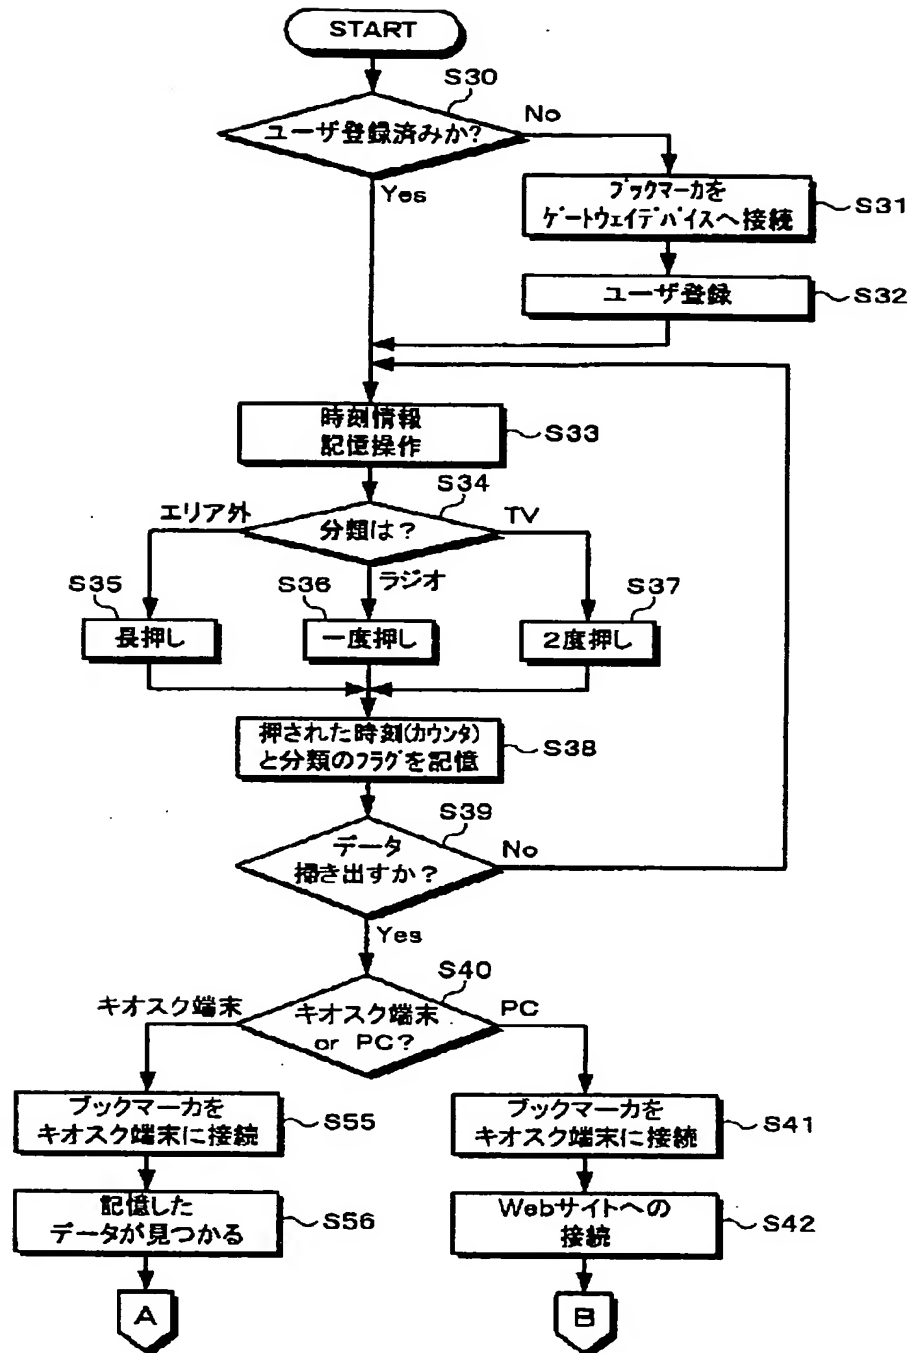 START
S30
ユーザ登録済みか?
No
Yes
ブックマーカを
ゲートウェイデバイスへ接続
S31
ユーザ登録
S32
時刻情報
記憶操作
S33
S34
エリア外
分類は?
TV
ラジオ
S35
S36
S37
長押し
一度押し
2度押し
押された時刻(カウンタ)
と分類のフラグを記憶
S38
S39
データ
掃き出すか?
No
Yes
S40
キオスク端末
キオスク端末
or PC?
PC
ブックマーカを
キオスク端末に接続
S55
ブックマーカを
キオスク端末に接続
S41
記憶した
データが見つかる
S56
Webサイトへの
接続
S42
A
B